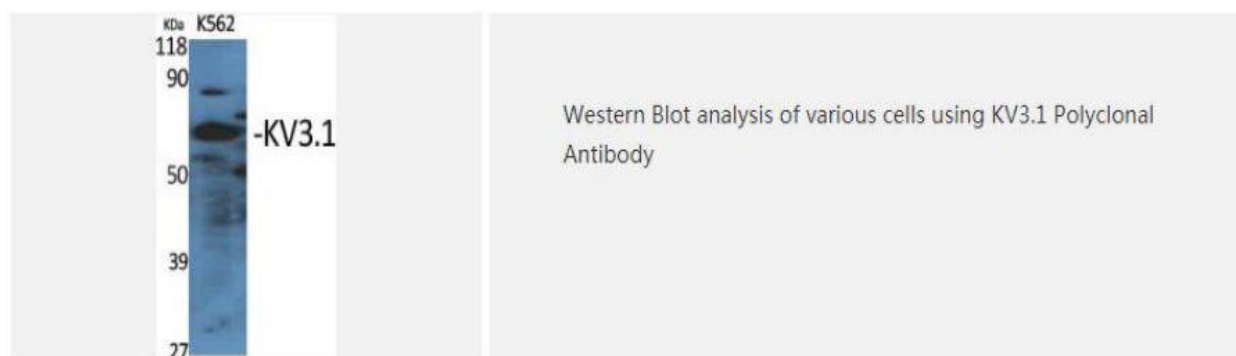 KDa K562
118
90
-KV3.1
50
39
27
Western Blot analysis of various cells using KV3.1 Polyclonal
Antibody